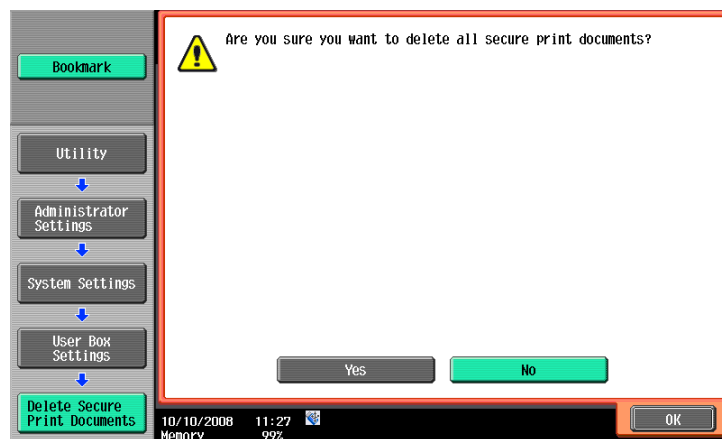 Bookmark
Utility
Administrator
Settings
System Settings
User Box
Settings
Delete Secure
Print Documents
Are you sure you want to delete all secure print documents?
Yes
No
10/10/2008 11:27
Memory 99%
OK